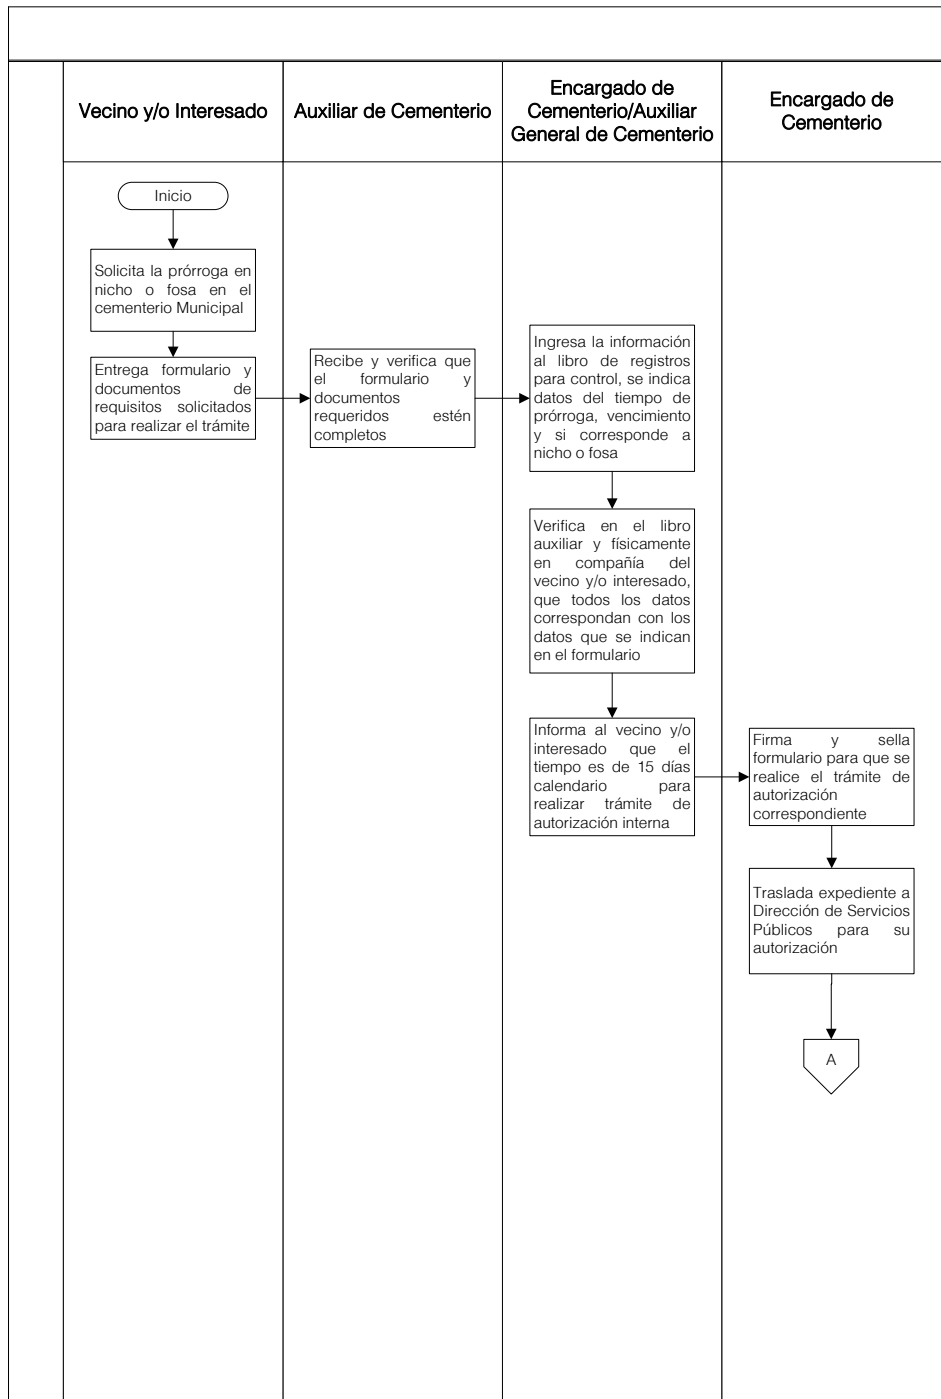 Vecino y/o Interesado
Auxiliar de Cementerio
Encargado de
Cementerio/Auxiliar
General de Cementerio
Encargado de
Cementerio
Inicio
Solicita la prórroga en
nicho o fosa en el
cementerio Municipal
Entrega formulario y
documentos de
requisitos solicitados
para realizar el trámite
Recibe y verifica que
el formulario y
documentos
requeridos estén
completos
Ingresa la información
al libro de registros
para control, se indica
datos del tiempo de
prórroga, vencimiento
y si corresponde a
nicho o fosa
Verifica en el libro
auxiliar y físicamente
en compañía del
vecino y/o interesado,
que todos los datos
correspondan con los
datos que se indican
en el formulario
Informa al vecino y/o
interesado que el
tiempo es de 15 días
calendario para
realizar trámite de
autorización interna
Firma y sella
formulario para que se
realice el trámite de
autorización
correspondiente
Traslada expediente a
Dirección de Servicios
Públicos para su
autorización
A